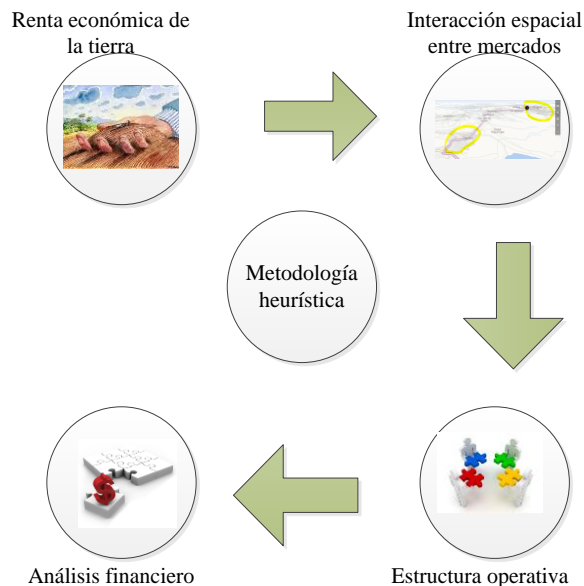 Renta económica de
la tierra
Interacción espacial
entre mercados
Metodología
heurística
Análisis financiero
Estructura operativa